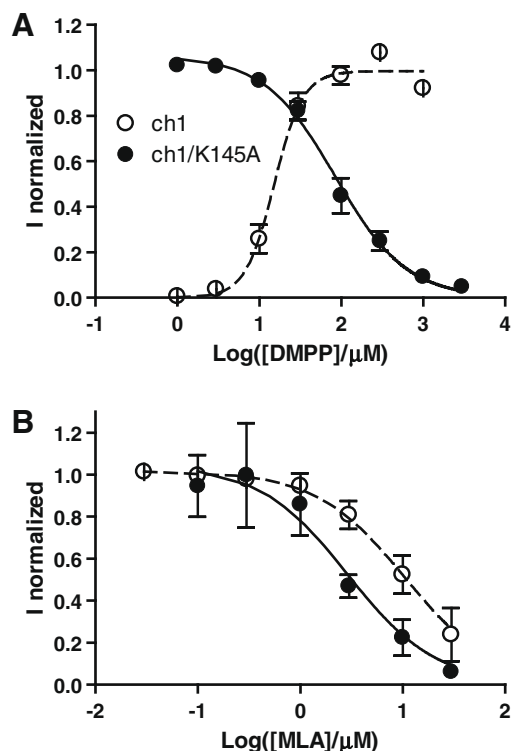 A
1.2
1.0
0.8
0.6
0.4
0.2
0.0
I normalized
ch1
ch1/K145A
-1 0 1 2 3 4
Log([DMPP]/μM)
B
1.2
1.0
0.8
0.6
0.4
0.2
0.0
I normalized
-2 -1 0 1 2
Log([MLA]/μM)